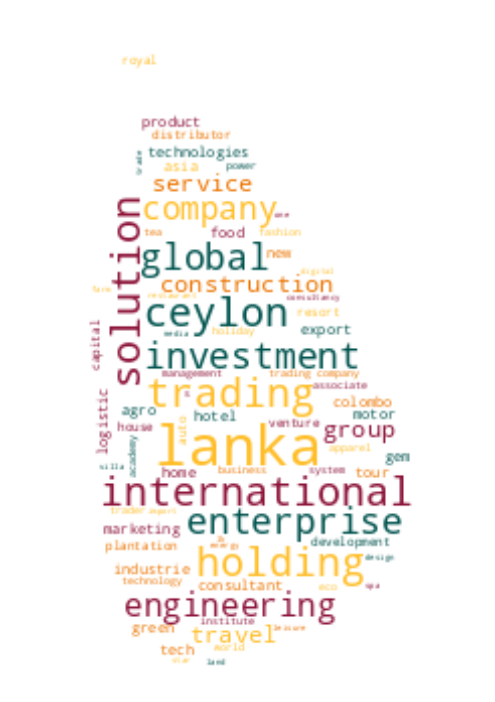 royal
product
distributor
technologies
trade
asia
power
service
solution
company
one
tea
food
fashion
global
new
digital
construction
farm
restaurant
consultancy
ceylon
resort
capital
media
holiday
export
investment
management
trading company
associate
trading
logistic
agro
auto
hotel
colombo
motor
house
venture
group
lanka
apparel
academy
gem
villa
home
business
system
tour
international
trader
expert
enterprise
marketing
plantation
energy
development
holding
design
industrie
technology
consultant
eco
spa
engineering
institute
green
travel
leisure
tech
world
star
land